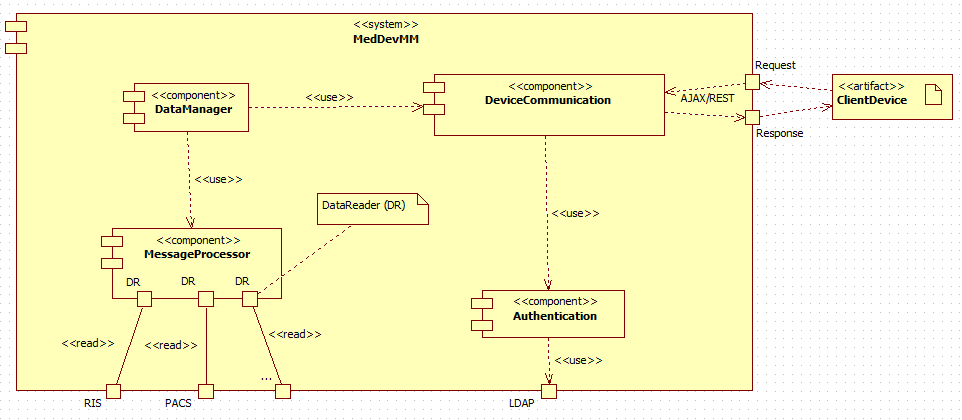 <<system>>
MedDevMM
<<component>>
DataManager
<<use>>
<<component>>
DeviceCommunication
Request
AJAX/REST
Response
<<artifact>>
ClientDevice
<<use>>
<<use>>
DataReader (DR)
<<component>>
MessageProcessor
DR
DR
DR
<<component>>
Authentication
<<read>>
<<read>>
<<read>>
<<use>>
...
RIS
PACS
LDAP